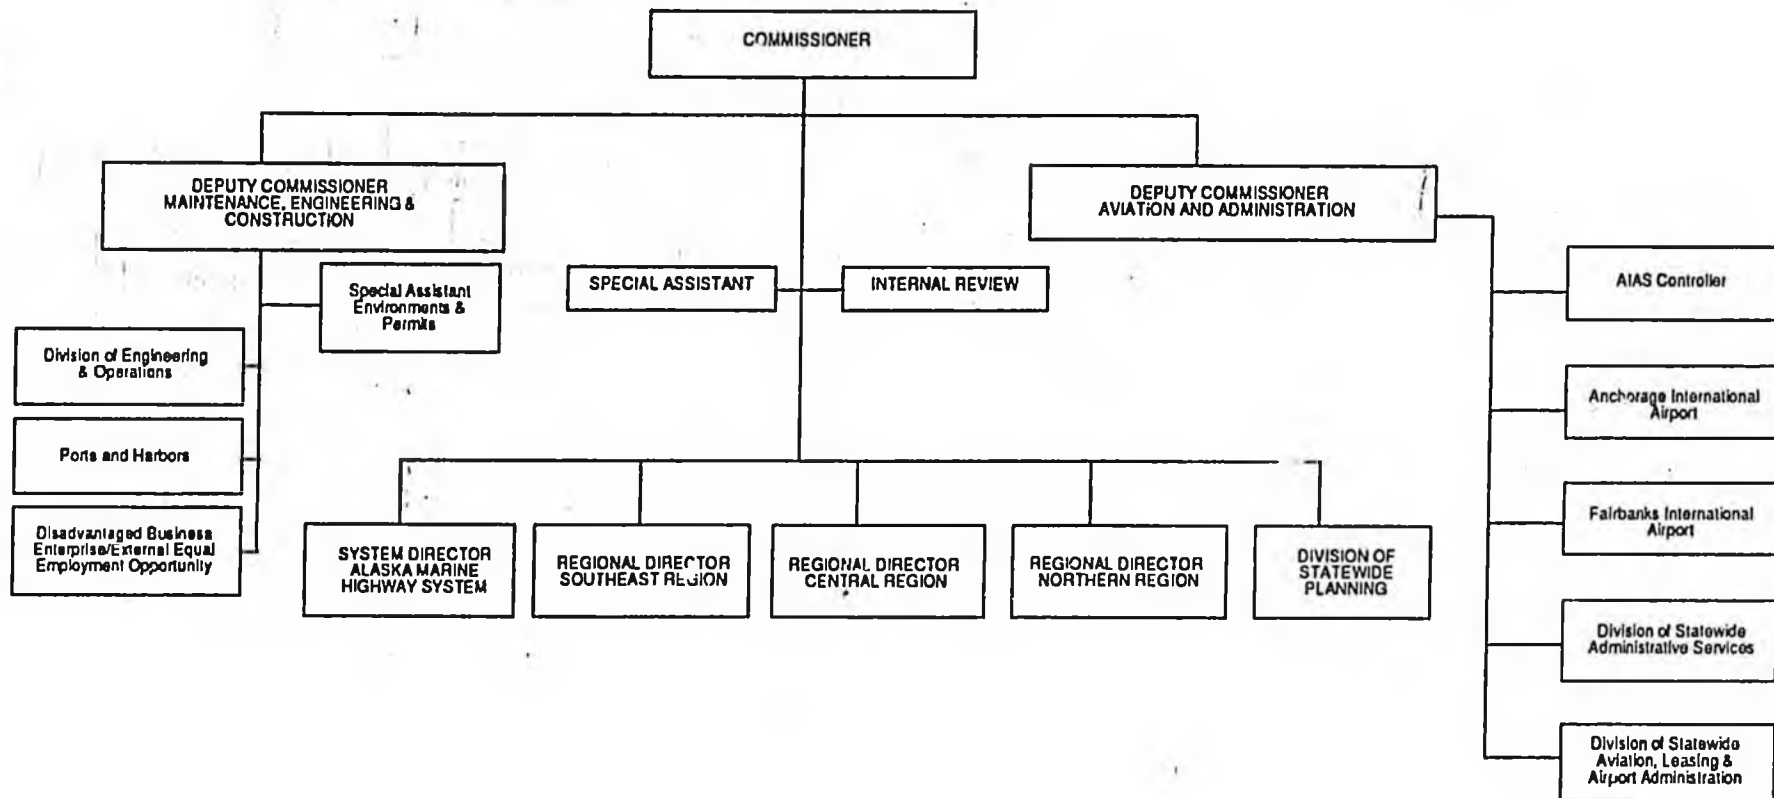 COMMISSIONER
DEPUTY COMMISSIONER
MAINTENANCE, ENGINEERING &
CONSTRUCTION
DEPUTY COMMISSIONER
AVIATION AND ADMINISTRATION
Special Assistant
Environments &
Permits
SPECIAL ASSISTANT
INTERNAL REVIEW
AIAS Controller
Division of Engineering
& Operations
Anchorage International
Airport
Ports and Harbors
Fairbanks International
Airport
Disadvantaged Business
Enterprise/External Equal
Employment Opportunity
SYSTEM DIRECTOR
ALASKA MARINE
HIGHWAY SYSTEM
REGIONAL DIRECTOR
SOUTHEAST REGION
REGIONAL DIRECTOR
CENTRAL REGION
REGIONAL DIRECTOR
NORTHERN REGION
DIVISION OF
STATEWIDE
PLANNING
Division of Statewide
Administrative Services
Division of Statewide
Aviation, Leasing &
Airport Administration